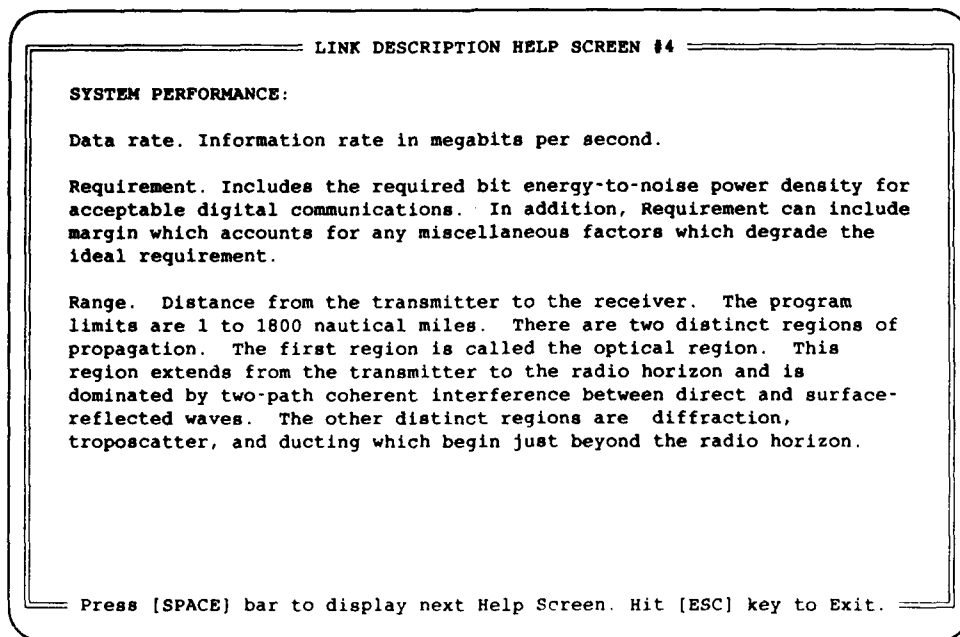 LINK DESCRIPTION HELP SCREEN #4
SYSTEM PERFORMANCE:
Data rate. Information rate in megabits per second.
Requirement. Includes the required bit energy-to-noise power density for
acceptable digital communications. In addition, Requirement can include
margin which accounts for any miscellaneous factors which degrade the
ideal requirement.
Range. Distance from the transmitter to the receiver. The program
limits are 1 to 1800 nautical miles. There are two distinct regions of
propagation. The first region is called the optical region. This
region extends from the transmitter to the radio horizon and is
dominated by two-path coherent interference between direct and surface-
reflected waves. The other distinct regions are diffraction,
troposcatter, and ducting which begin just beyond the radio horizon.
Press [SPACE] bar to display next Help Screen. Hit [ESC] key to Exit.